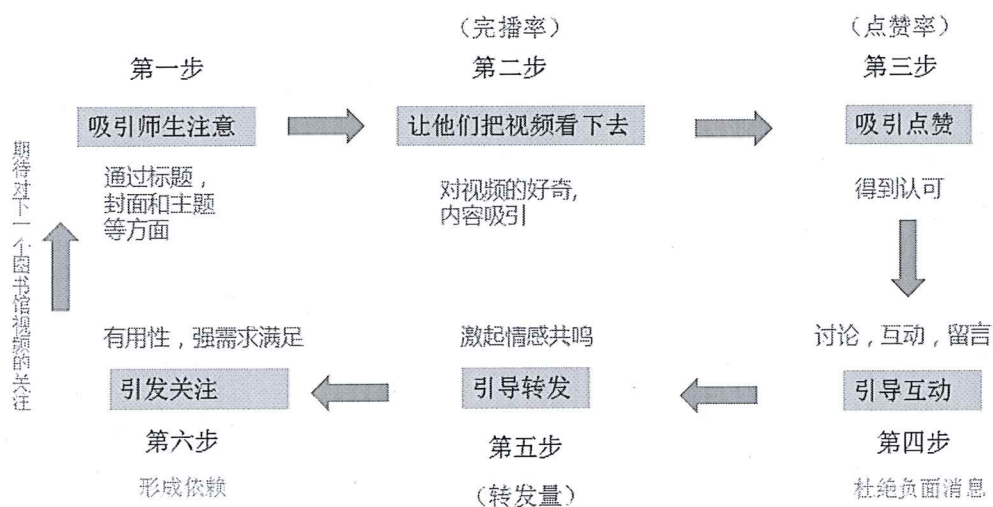 (完播率)
(点赞率)
第一步
第二步
第三步
吸引师生注意
让他们把视频看下去
吸引点赞
通过标题，
封面和主题
等方面
对视频的好奇,
内容吸引
得到认可
期待对下一个图书馆视频的关注
有用性，强需求满足
激起情感共鸣
讨论，互动，留言
引发关注
引导转发
引导互动
第六步
第五步
第四步
形成依赖
(转发量)
杜绝负面消息